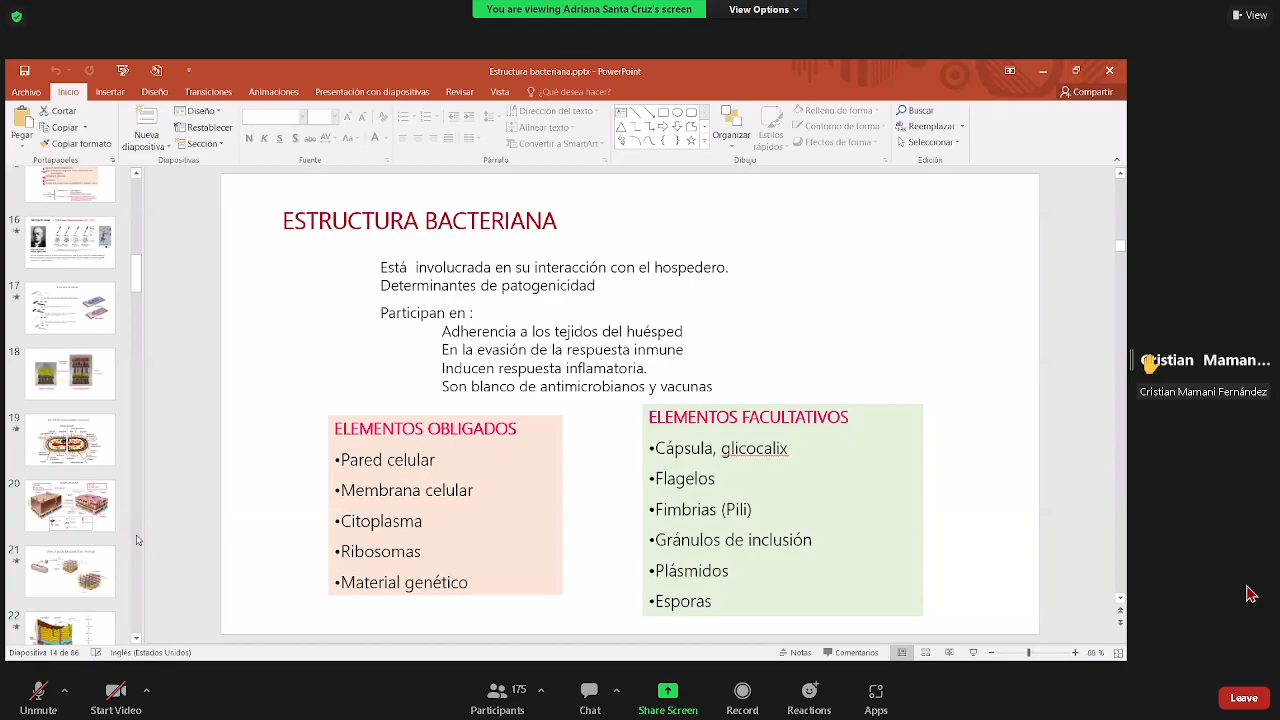 You are viewing Adriana Santa Cruz's screen
View Options
View
Estructura bacteriana.pptx - PowerPoint
Archivo
Inicio
Insertar
Diseño
Transiciones
Animaciones
Presentación con diapositivas
Revisar
Vista
¿Qué desea hacer?
Compartir
Pegar
Cortar
Copiar
Copiar formato
Portapapeles
Nueva diapositiva
Diseño
Restablecer
Sección
Diapositivas
N K S S abc AV Aa A
Fuente
Dirección del texto
Alinear texto
Convertir a SmartArt
Párrafo
Organizar
Estilos rápidos
Relleno de forma
Contorno de forma
Efectos de forma
Dibujo
Buscar
Reemplazar
Seleccionar
Edición
16
17
18
19
20
21
22
ESTRUCTURA BACTERIANA
Está involucrada en su interacción con el hospedero.
Determinantes de patogenicidad
Participan en :
Adherencia a los tejidos del huésped
En la evasión de la respuesta inmune
Inducen respuesta inflamatoria.
Son blanco de antimicrobianos y vacunas
ELEMENTOS OBLIGADOS
•Pared celular
•Membrana celular
•Citoplasma
•Ribosomas
•Material genético
ELEMENTOS FACULTATIVOS
•Cápsula, glicocalix
•Flagelos
•Fimbrias (Pili)
•Gránulos de inclusión
•Plásmidos
•Esporas
Cristian Maman...
Cristian Mamani Fernández
Diapositiva 14 de 86
Inglés (Estados Unidos)
Notas
Comentarios
88 %
Unmute
Start Video
175
Participants
Chat
Share Screen
Record
Reactions
Apps
Leave